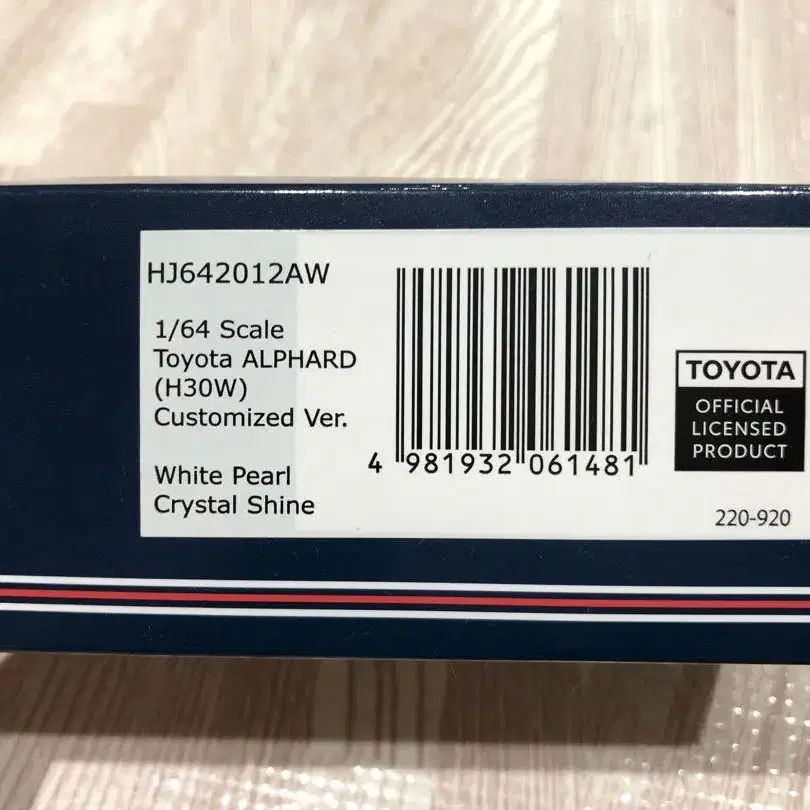 HJ642012AW
1/64 Scale
Toyota ALPHARD
(H30W)
Customized Ver.
White Pearl
Crystal Shine
4 981932 061481
TOYOTA
OFFICIAL
LICENSED
PRODUCT
220-920